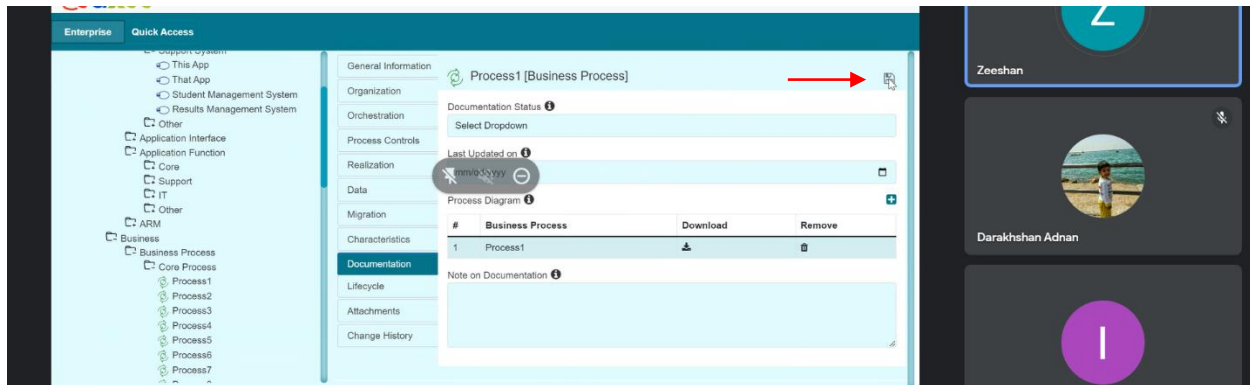 Enterprise Quick Access
Support System
This App
That App
Student Management System
Results Management System
Other
Application Interface
Application Function
Core
Support
IT
Other
ARM
Business
Business Process
Core Process
Process1
Process2
Process3
Process4
Process5
Process6
Process7
General Information
Organization
Orchestration
Process Controls
Realization
Data
Migration
Characteristics
Documentation
Lifecycle
Attachments
Change History
Process1 [Business Process]
Documentation Status
Select Dropdown
Last Updated on
mm/dd/yyyy
Process Diagram
# Business Process Download Remove
1 Process1
Note on Documentation
Z
Zeeshan
Darakhshan Adnan
I